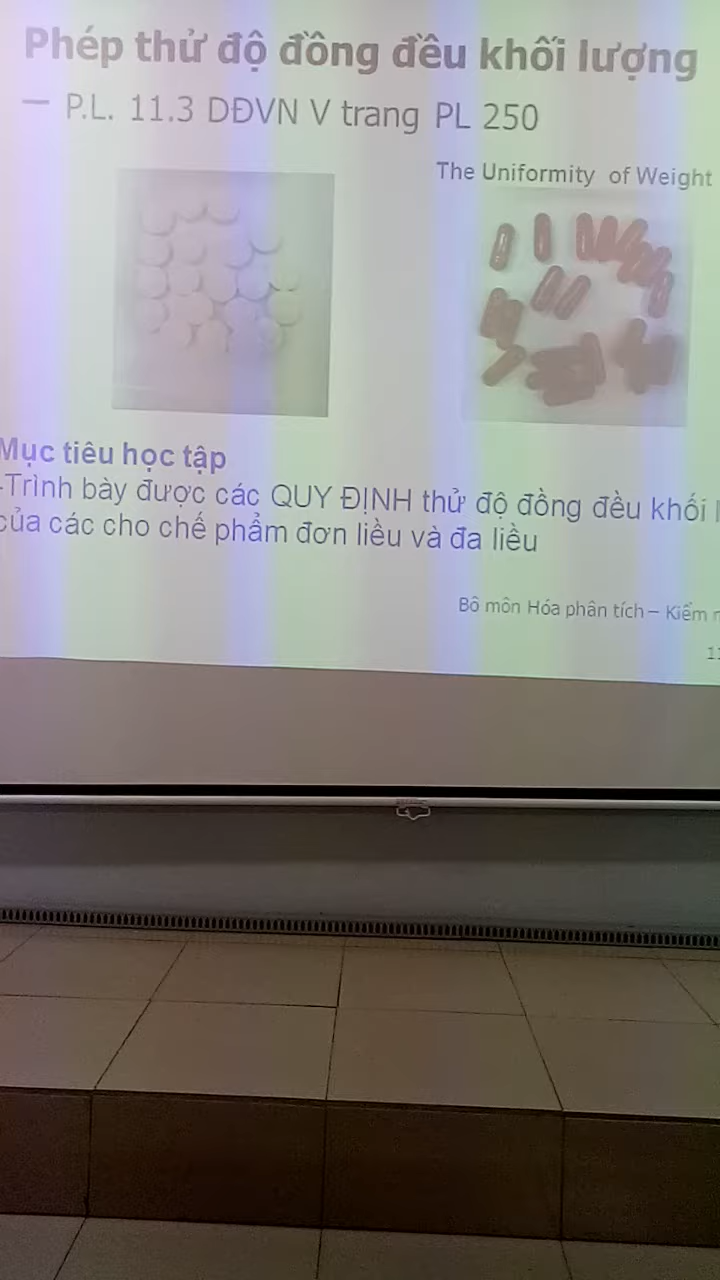 Phép thử độ đồng đều khối lượng
— P.L. 11.3 DĐVN V trang PL 250
The Uniformity of Weight
Mục tiêu học tập
-Trình bày được các QUY ĐỊNH thử độ đồng đều khối
của các cho chế phẩm đơn liều và đa liều
Bô môn Hóa phân tích – Kiểm